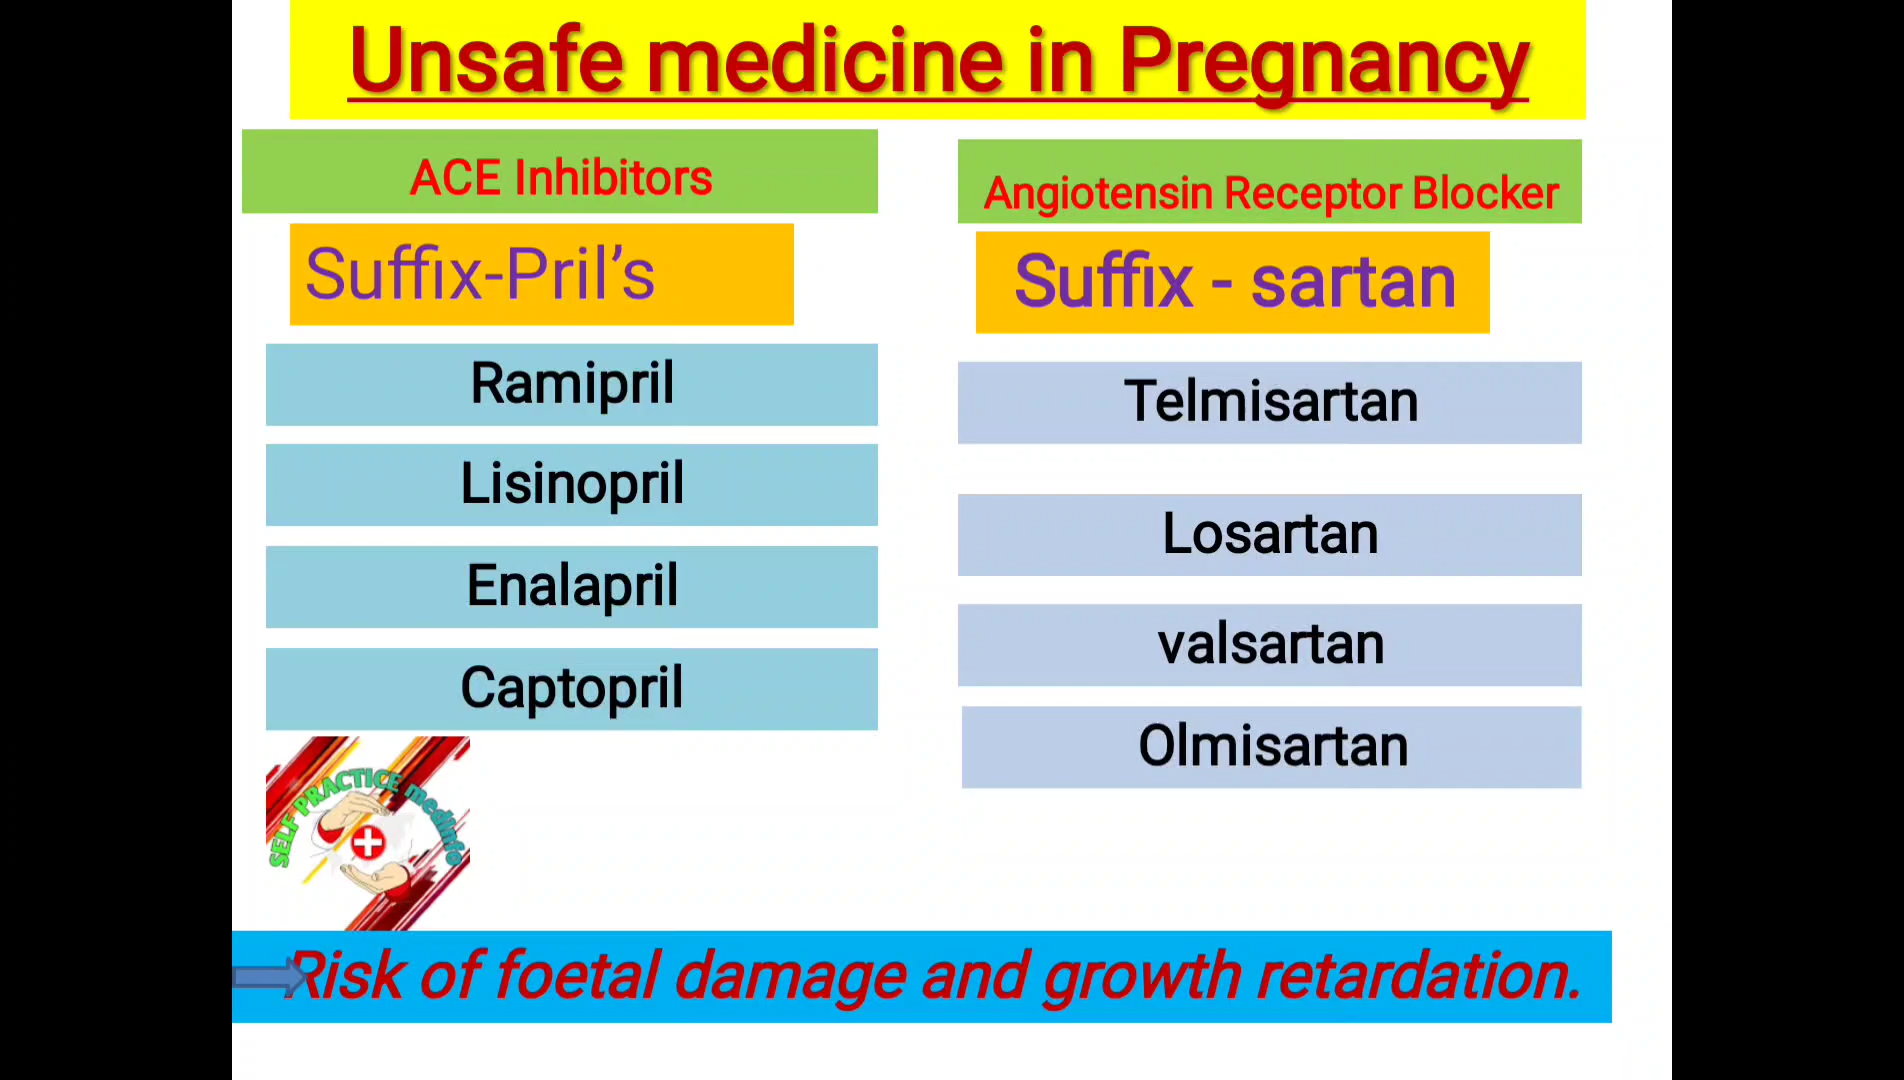 Unsafe medicine in Pregnancy
ACE Inhibitors
Suffix-Pril’s
Ramipril
Lisinopril
Enalapril
Captopril
Angiotensin Receptor Blocker
Suffix - sartan
Telmisartan
Losartan
valsartan
Olmisartan
SELF PRACTICE medinfo
Risk of foetal damage and growth retardation.